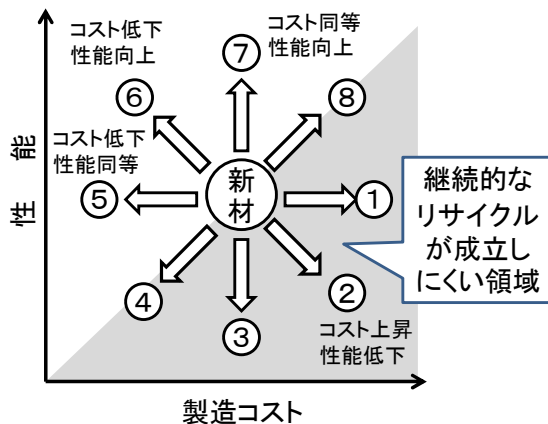 コスト低下
性能向上
コスト同等
性能向上
⑦
⑥
⑧
コスト低下
性能同等
新
材
⑤
①
継続的な
リサイクル
が成立し
にくい領域
④
③
②
コスト上昇
性能低下
性 能
製造コスト